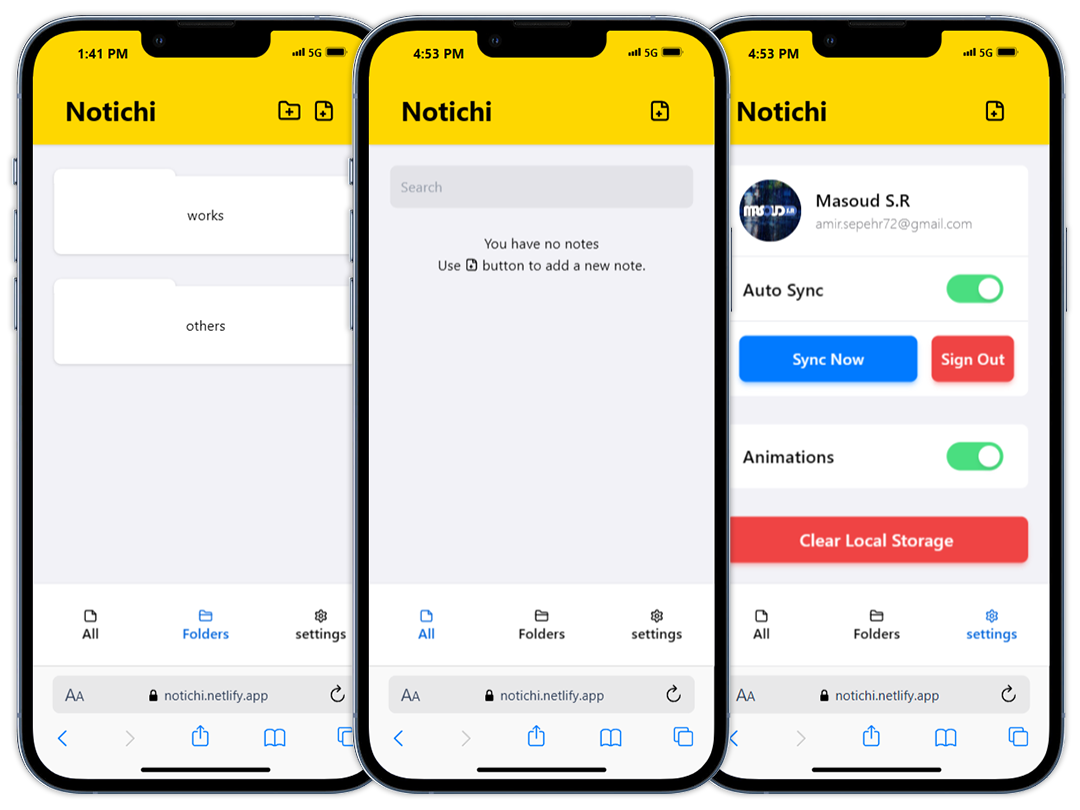 1:41 PM
5G
Notichi
works
others
All
Folders
settings
AA
notichi.netlify.app
4:53 PM
5G
Notichi
Search
You have no notes
Use button to add a new note.
All
Folders
settings
AA
notichi.netlify.app
4:53 PM
5G
Notichi
MASOUD S.R
Masoud S.R
amir.sepehr72@gmail.com
Auto Sync
Sync Now
Sign Out
Animations
Clear Local Storage
All
Folders
settings
AA
notichi.netlify.app